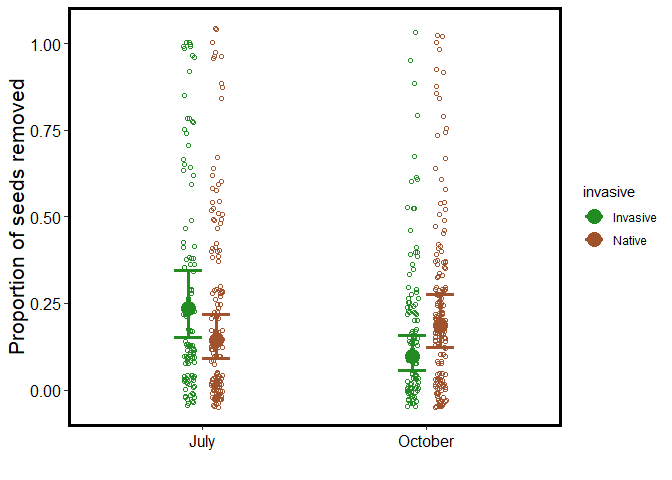 Proportion of seeds removed
1.00
0.75
0.50
0.25
0.00
July
October
invasive
Invasive
Native